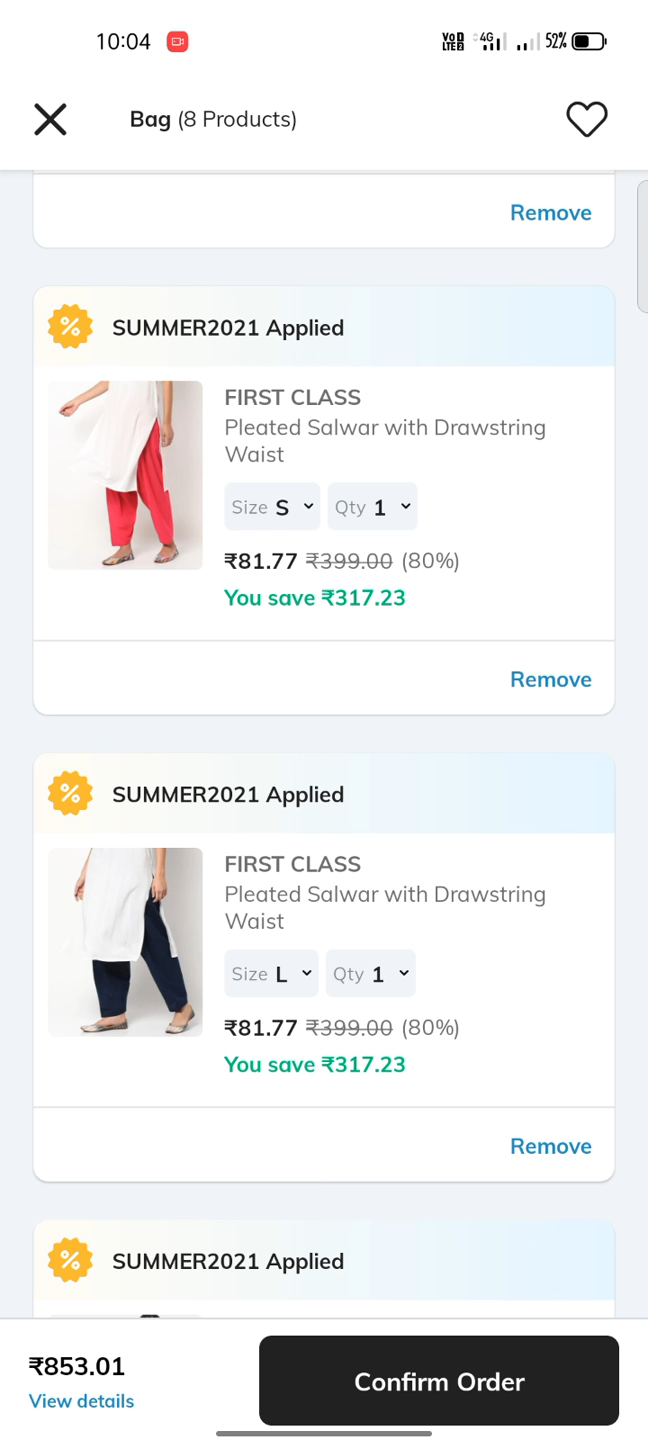 10:04 VoD LTE2 4G 52%
Bag (8 Products)
Remove
SUMMER2021 Applied
FIRST CLASS
Pleated Salwar with Drawstring
Waist
Size S Qty 1
₹81.77 ₹399.00 (80%)
You save ₹317.23
Remove
SUMMER2021 Applied
FIRST CLASS
Pleated Salwar with Drawstring
Waist
Size L Qty 1
₹81.77 ₹399.00 (80%)
You save ₹317.23
Remove
SUMMER2021 Applied
₹853.01
View details
Confirm Order